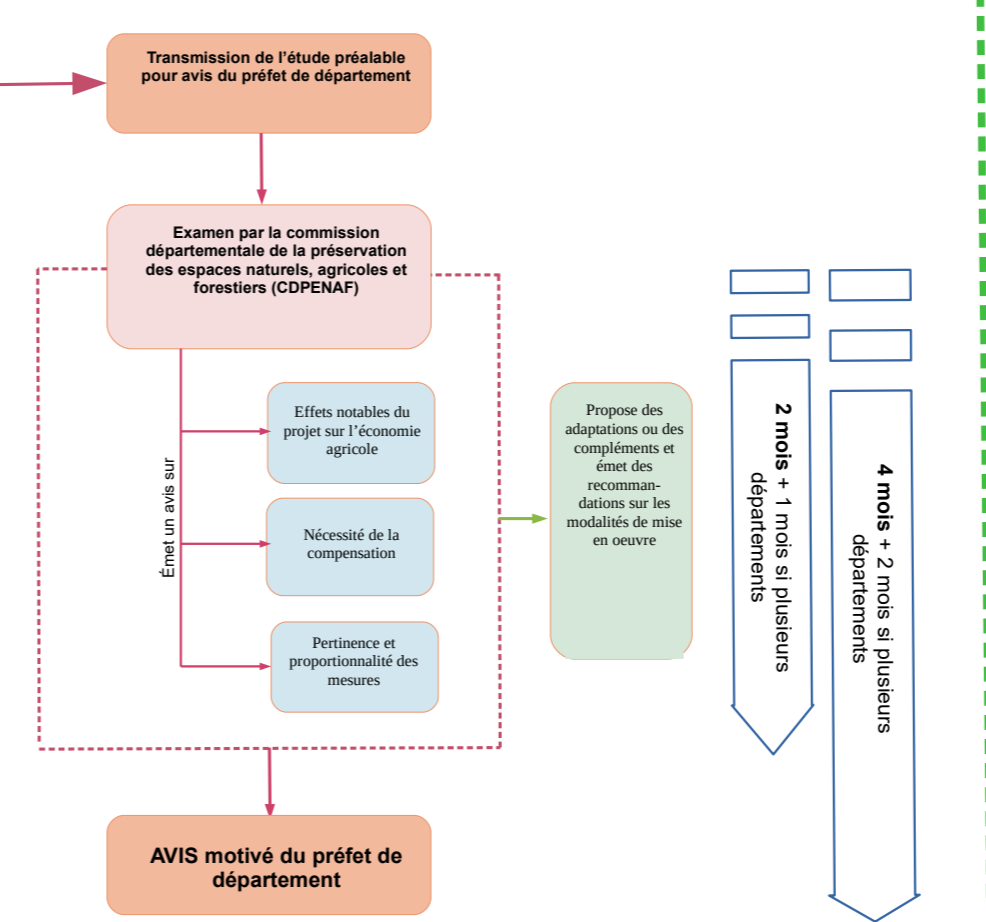 Transmission de l’étude préalable
pour avis du préfet de département
Examen par la commission
départementale de la préservation
des espaces naturels, agricoles et
forestiers (CDPENAF)
Émet un avis sur
Effets notables du
projet sur l’économie
agricole
Nécessité de la
compensation
Pertinence et
proportionnalité des
mesures
Propose des
adaptations ou des
compléments et
émet des
recomman-
dations sur les
modalités de mise
en oeuvre
2 mois + 1 mois si plusieurs
départements
4 mois + 2 mois si plusieurs
départements
AVIS motivé du préfet de
département